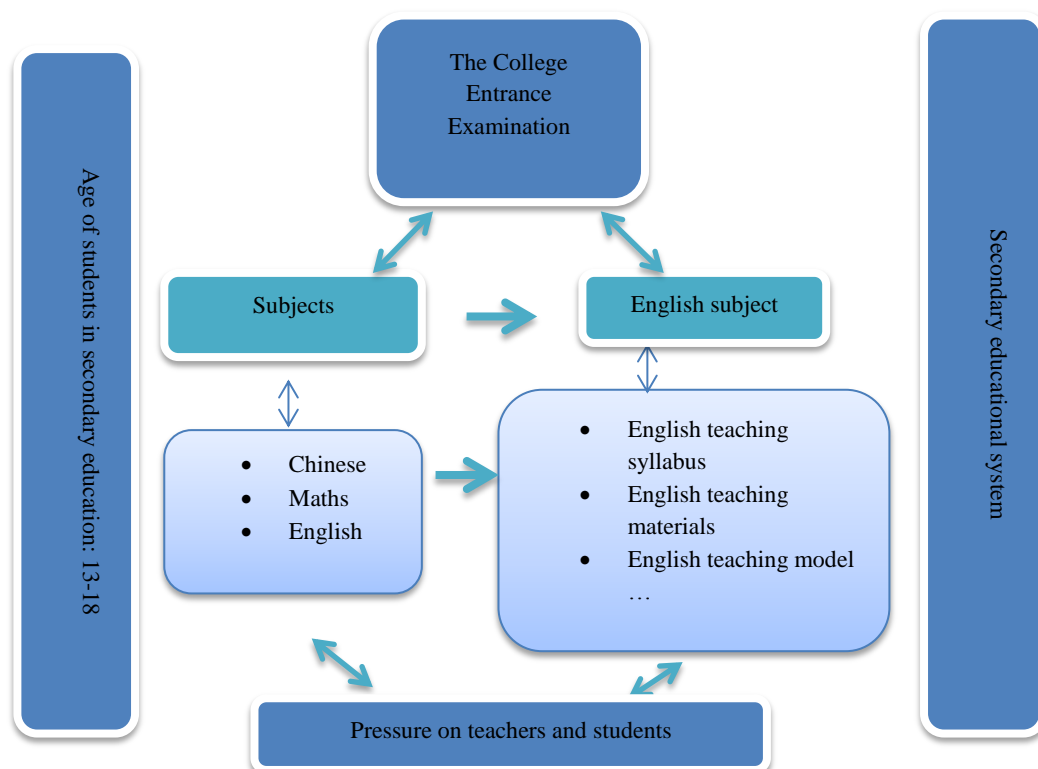 The College
Entrance
Examination
Age of students in secondary education: 13-18
Secondary educational system
Subjects
English subject
• Chinese
• Maths
• English
• English teaching
syllabus
• English teaching
materials
• English teaching model
…
Pressure on teachers and students